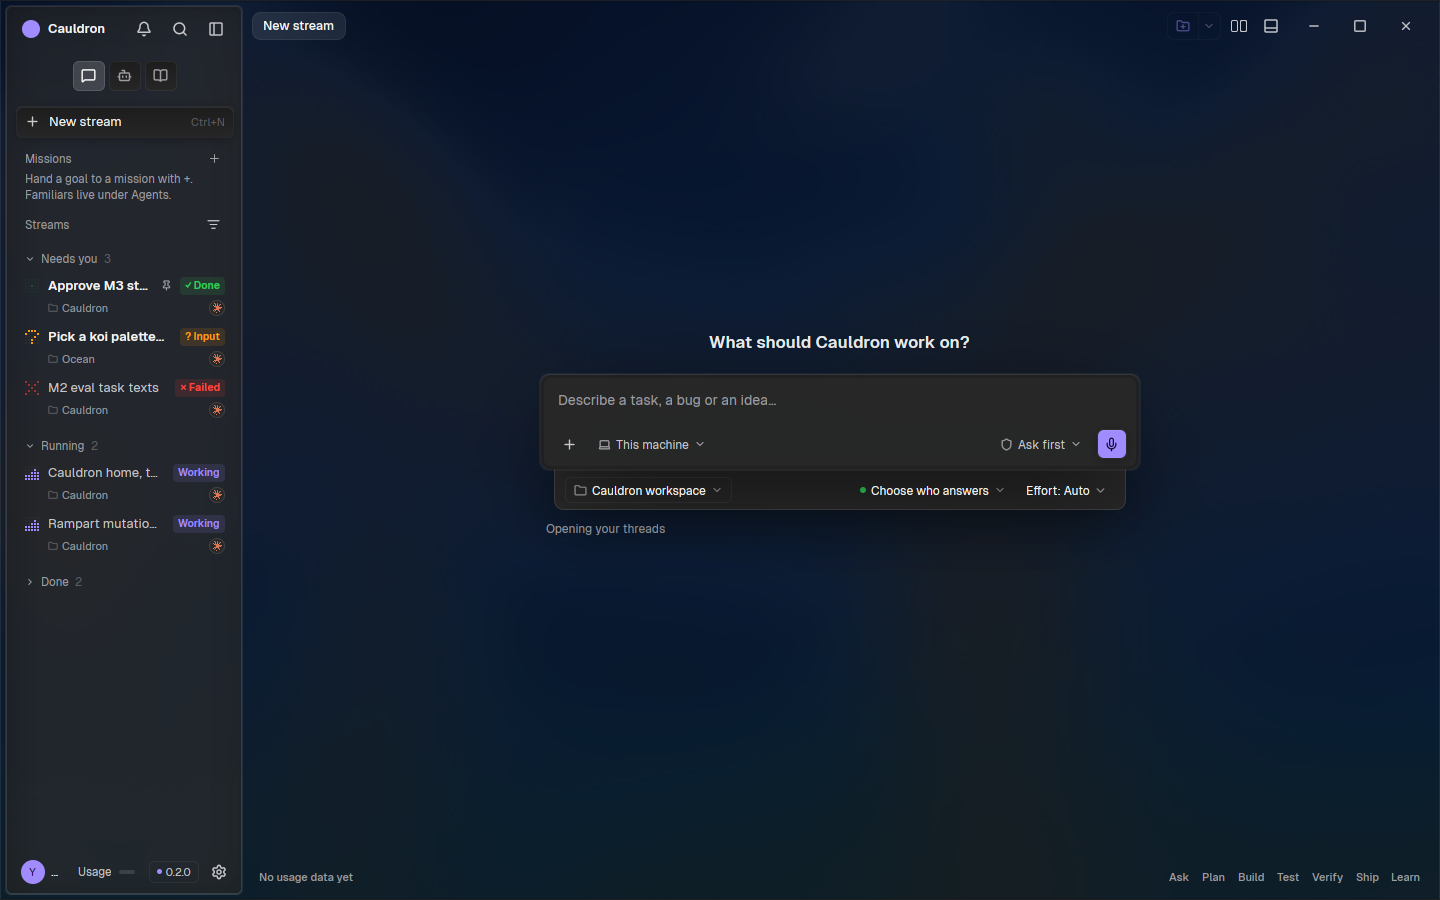 Cauldron
New stream
New stream Ctrl+N
Missions
Hand a goal to a mission with +.
Familiars live under Agents.
Streams
Needs you 3
Approve M3 st... Done
Cauldron
Pick a koi palette... ? Input
Ocean
M2 eval task texts Failed
Cauldron
Running 2
Cauldron home, t... Working
Cauldron
Rampart mutatio... Working
Cauldron
Done 2
What should Cauldron work on?
Describe a task, a bug or an idea...
This machine
Ask first
Cauldron workspace
Choose who answers
Effort: Auto
Opening your threads
Y ... Usage 0.2.0
No usage data yet
Ask Plan Build Test Verify Ship Learn